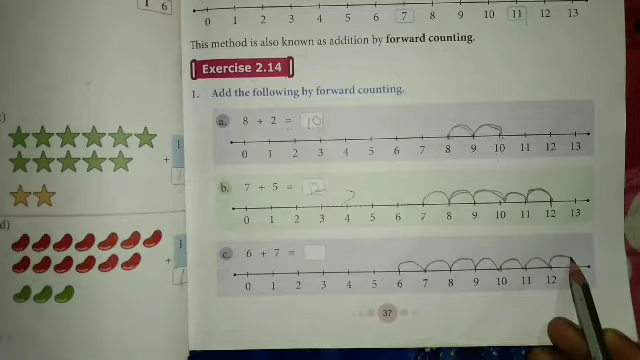 1 6
0 1 2 3 4 5 6 7 8 9 10 11 12 13
This method is also known as addition by forward counting.
Exercise 2.14
1. Add the following by forward counting.
a. 8 + 2 = 10
0 1 2 3 4 5 6 7 8 9 10 11 12 13
b. 7 + 5 = 12
0 1 2 3 4 5 6 7 8 9 10 11 12 13
c. 6 + 7 =
0 1 2 3 4 5 6 7 8 9 10 11 12
37
+ 1
d)
+ 1